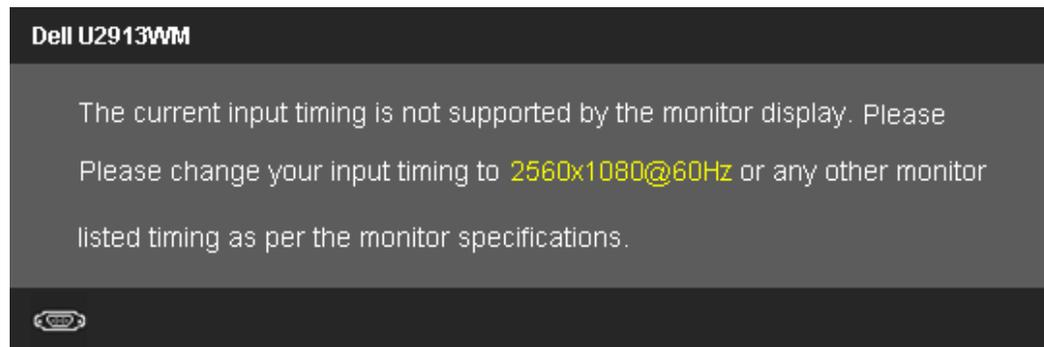 Dell U2913WM
The current input timing is not supported by the monitor display. Please
Please change your input timing to 2560x1080@60Hz or any other monitor
listed timing as per the monitor specifications.